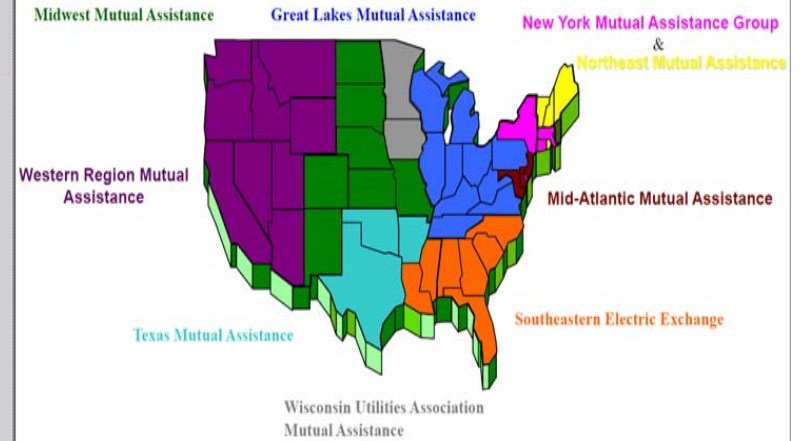 Midwest Mutual Assistance
Great Lakes Mutual Assistance
New York Mutual Assistance Group
&
Northeast Mutual Assistance
Western Region Mutual
Assistance
Mid-Atlantic Mutual Assistance
Southeastern Electric Exchange
Texas Mutual Assistance
Wisconsin Utilities Association
Mutual Assistance